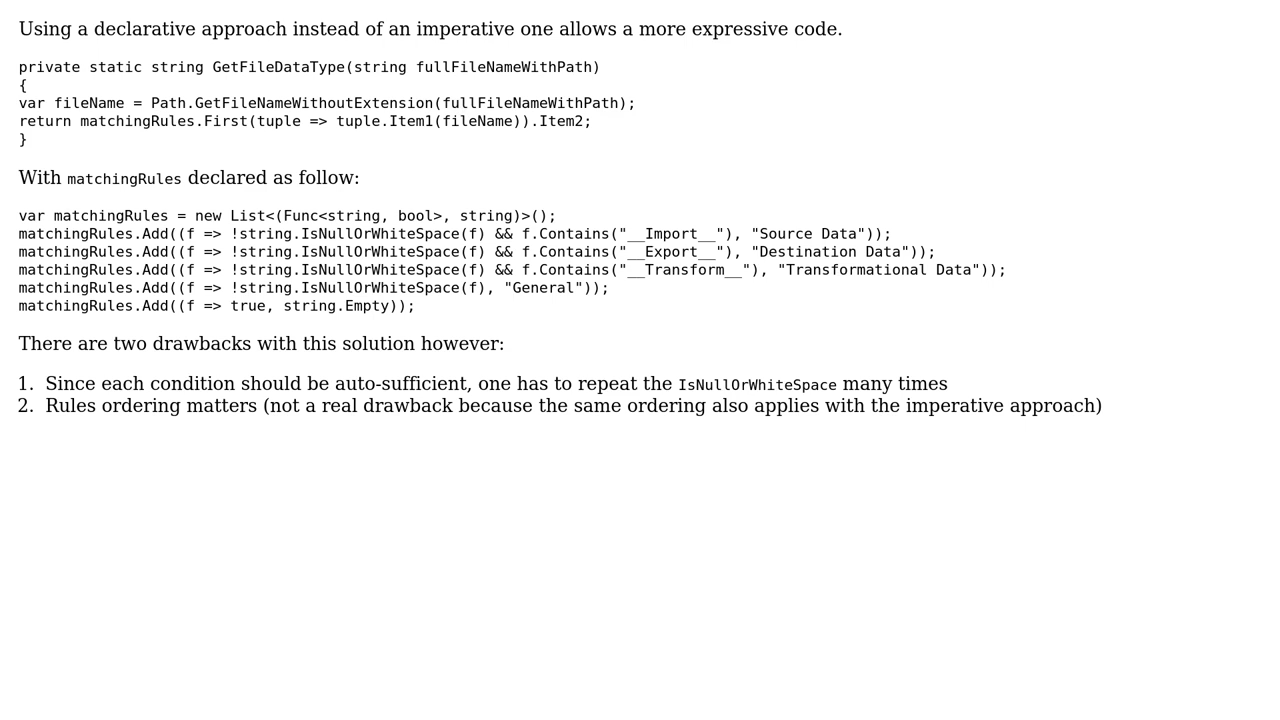 Using a declarative approach instead of an imperative one allows a more expressive code.
private static string GetFileDataType(string fullFileNameWithPath)
{
var fileName = Path.GetFileNameWithoutExtension(fullFileNameWithPath);
return matchingRules.First(tuple => tuple.Item1(fileName)).Item2;
}
With matchingRules declared as follow:
var matchingRules = new List<(Func<string, bool>, string)>();
matchingRules.Add((f => !string.IsNullOrWhiteSpace(f) && f.Contains("__Import__"), "Source Data"));
matchingRules.Add((f => !string.IsNullOrWhiteSpace(f) && f.Contains("__Export__"), "Destination Data"));
matchingRules.Add((f => !string.IsNullOrWhiteSpace(f) && f.Contains("__Transform__"), "Transformational Data"));
matchingRules.Add((f => !string.IsNullOrWhiteSpace(f), "General"));
matchingRules.Add((f => true, string.Empty));
There are two drawbacks with this solution however:
1. Since each condition should be auto-sufficient, one has to repeat the IsNullOrWhiteSpace many times
2. Rules ordering matters (not a real drawback because the same ordering also applies with the imperative approach)